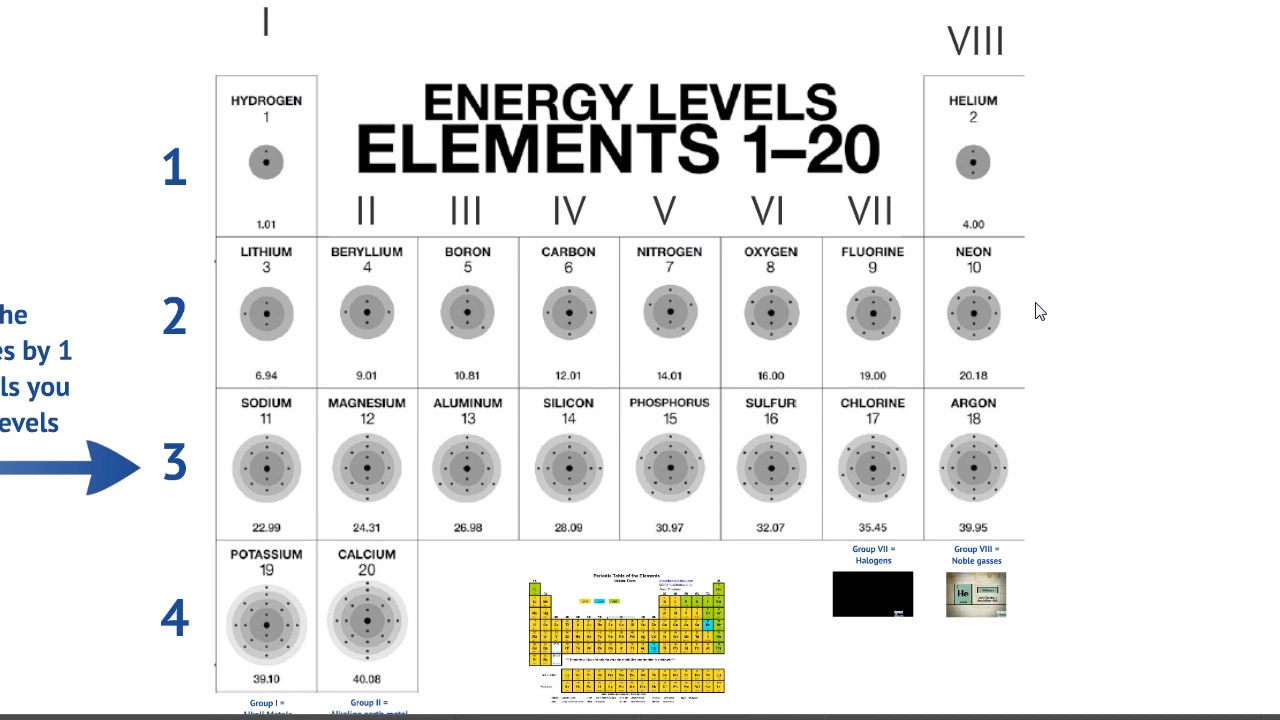 I
VIII
ENERGY LEVELS
ELEMENTS 1–20
HYDROGEN
1
1.01
HELIUM
2
4.00
1
II III IV V VI VII
LITHIUM BERYLLIUM BORON CARBON NITROGEN OXYGEN FLUORINE NEON
3 4 5 6 7 8 9 10
2
6.94 9.01 10.81 12.01 14.01 16.00 19.00 20.18
he
es by 1
ls you
evels
SODIUM MAGNESIUM ALUMINUM SILICON PHOSPHORUS SULFUR CHLORINE ARGON
11 12 13 14 15 16 17 18
3
22.99 24.31 26.98 28.09 30.97 32.07 35.45 39.95
POTASSIUM CALCIUM
19 20
4
39.10 40.08
Group I =
Group II =
Group VII =
Halogens
Group VIII =
Noble gasses
Periodic Table of the Elements
He